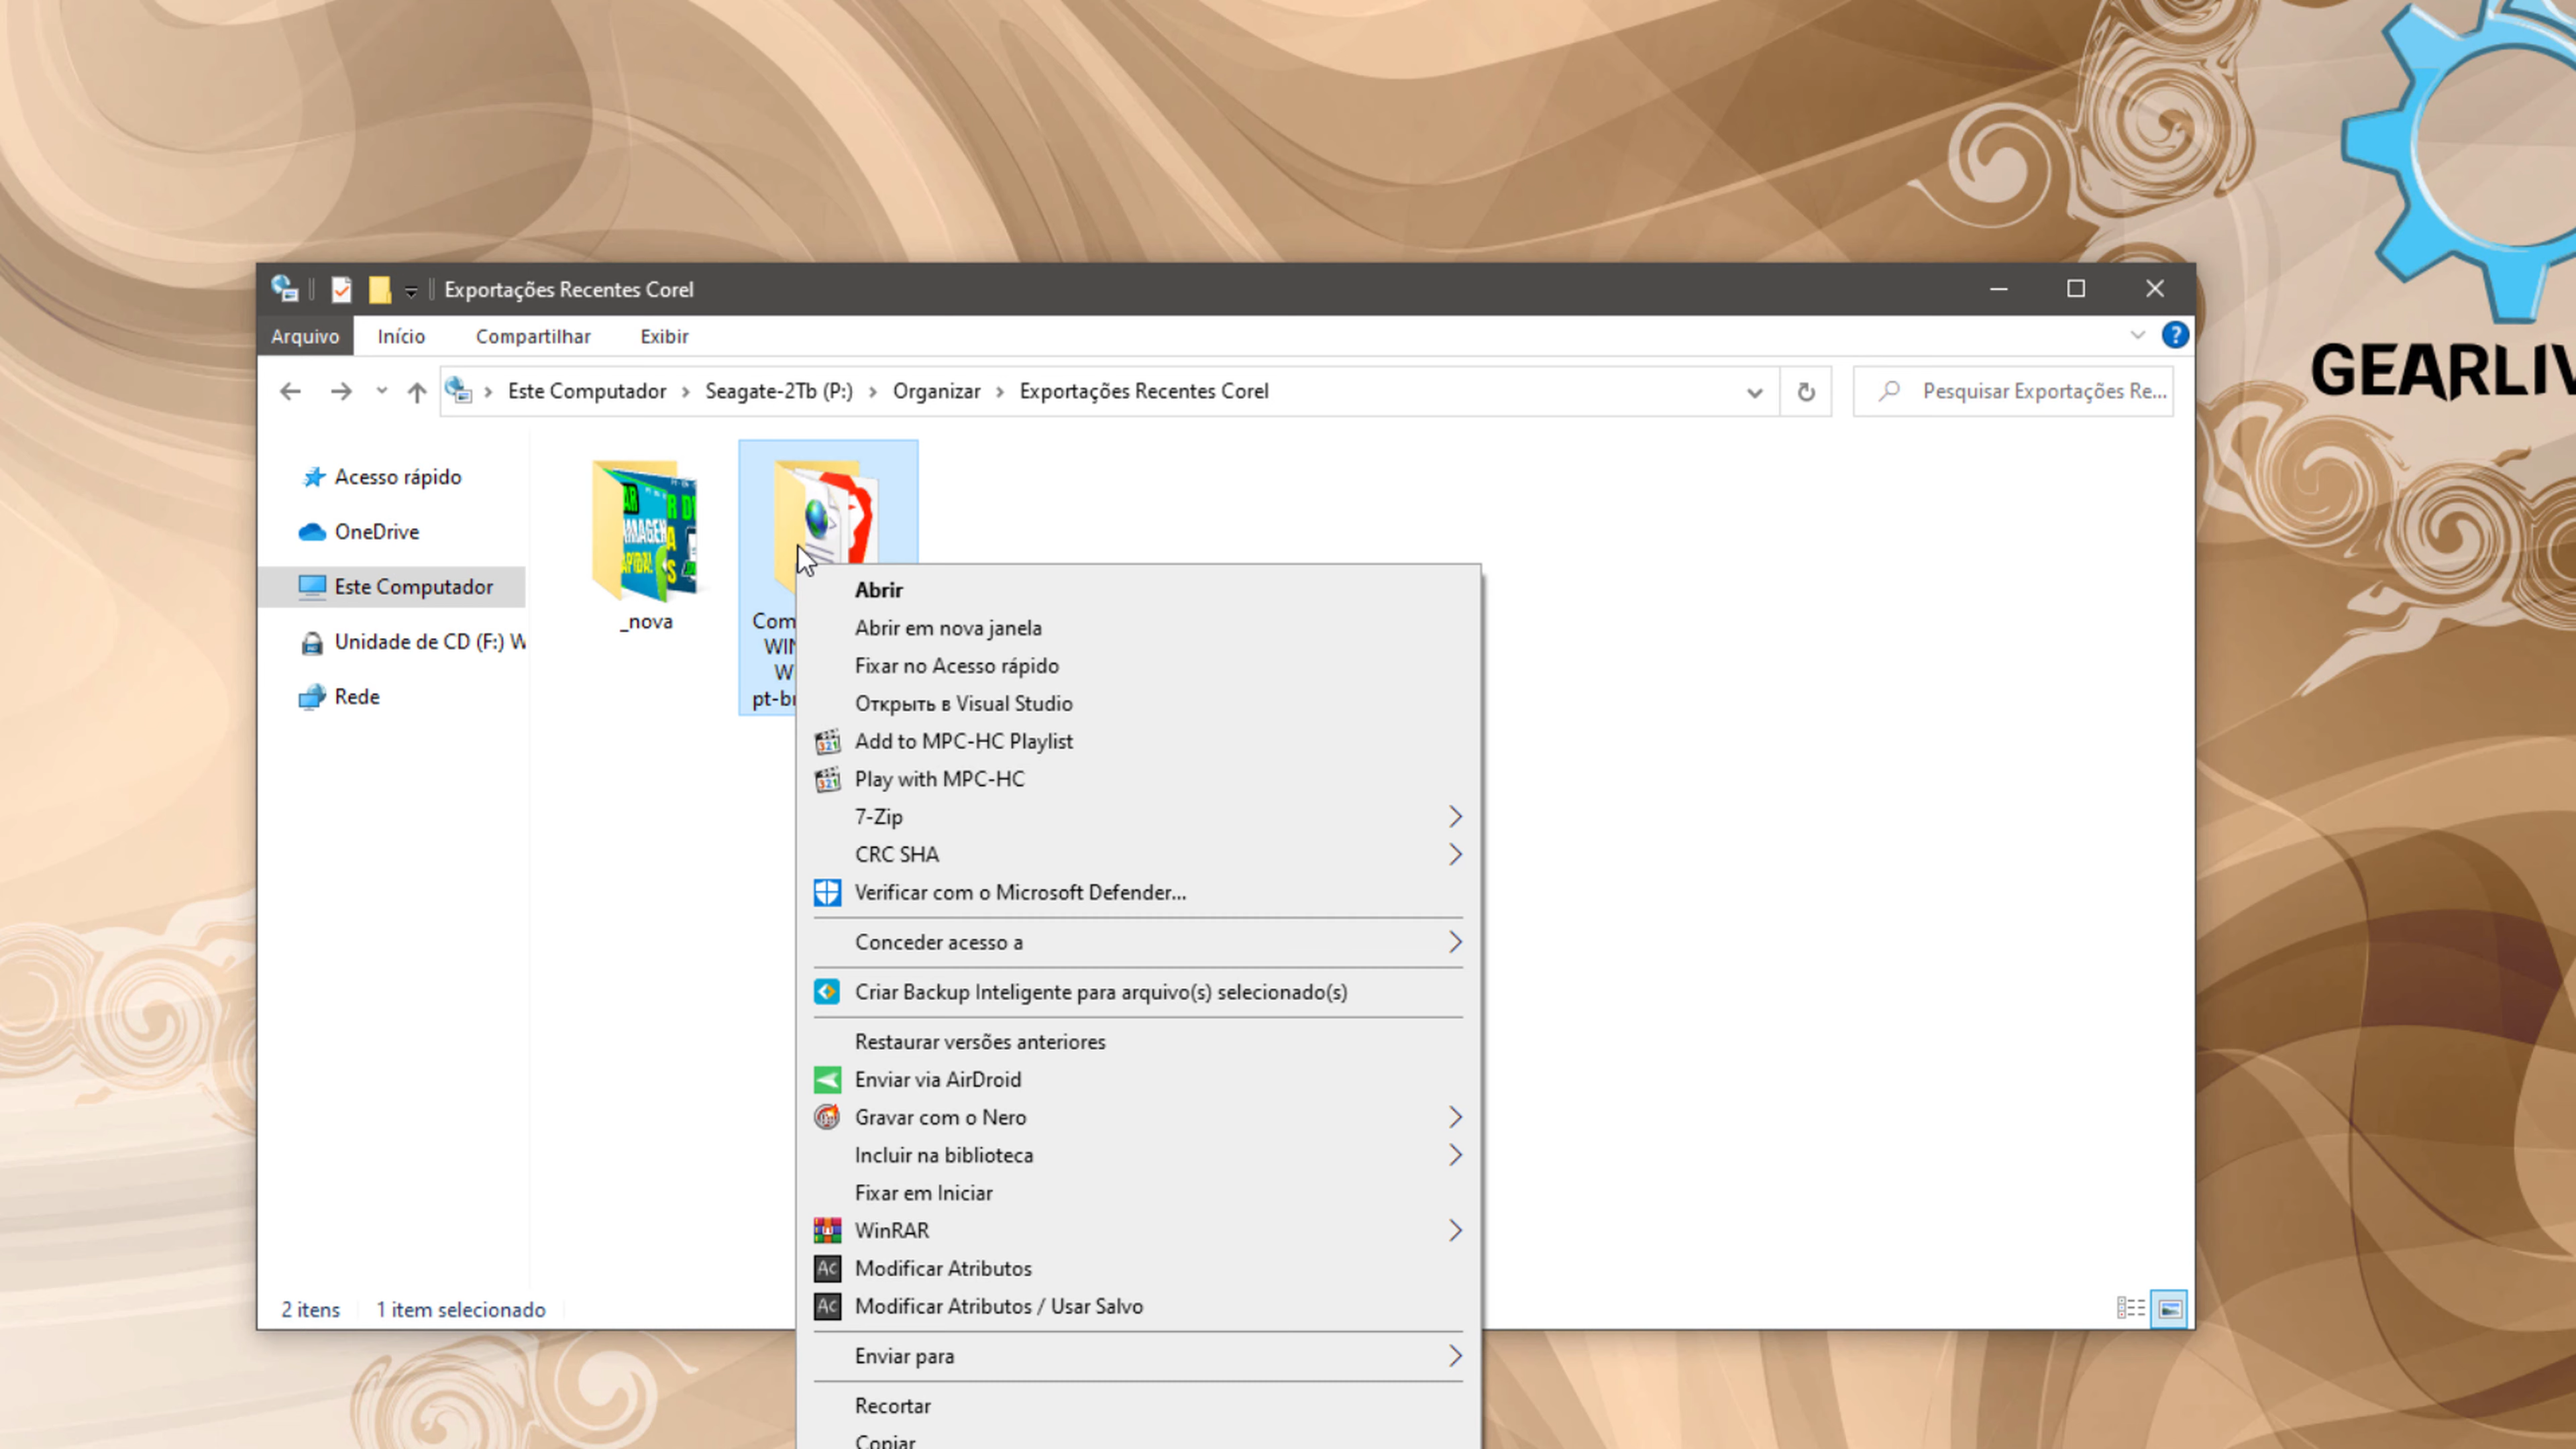 GEARLIV
Exportações Recentes Corel
Arquivo Início Compartilhar Exibir
Este Computador Seagate-2Tb (P:) Organizar Exportações Recentes Corel
Pesquisar Exportações Re...
Acesso rápido
OneDrive
Este Computador
Unidade de CD (F:) W
Rede
_nova
Com
WIN
W
pt-br
Abrir
Abrir em nova janela
Fixar no Acesso rápido
Открыть в Visual Studio
Add to MPC-HC Playlist
Play with MPC-HC
7-Zip
CRC SHA
Verificar com o Microsoft Defender...
Conceder acesso a
Criar Backup Inteligente para arquivo(s) selecionado(s)
Restaurar versões anteriores
Enviar via AirDroid
Gravar com o Nero
Incluir na biblioteca
Fixar em Iniciar
WinRAR
Modificar Atributos
Modificar Atributos / Usar Salvo
Enviar para
Recortar
Copiar
2 itens 1 item selecionado